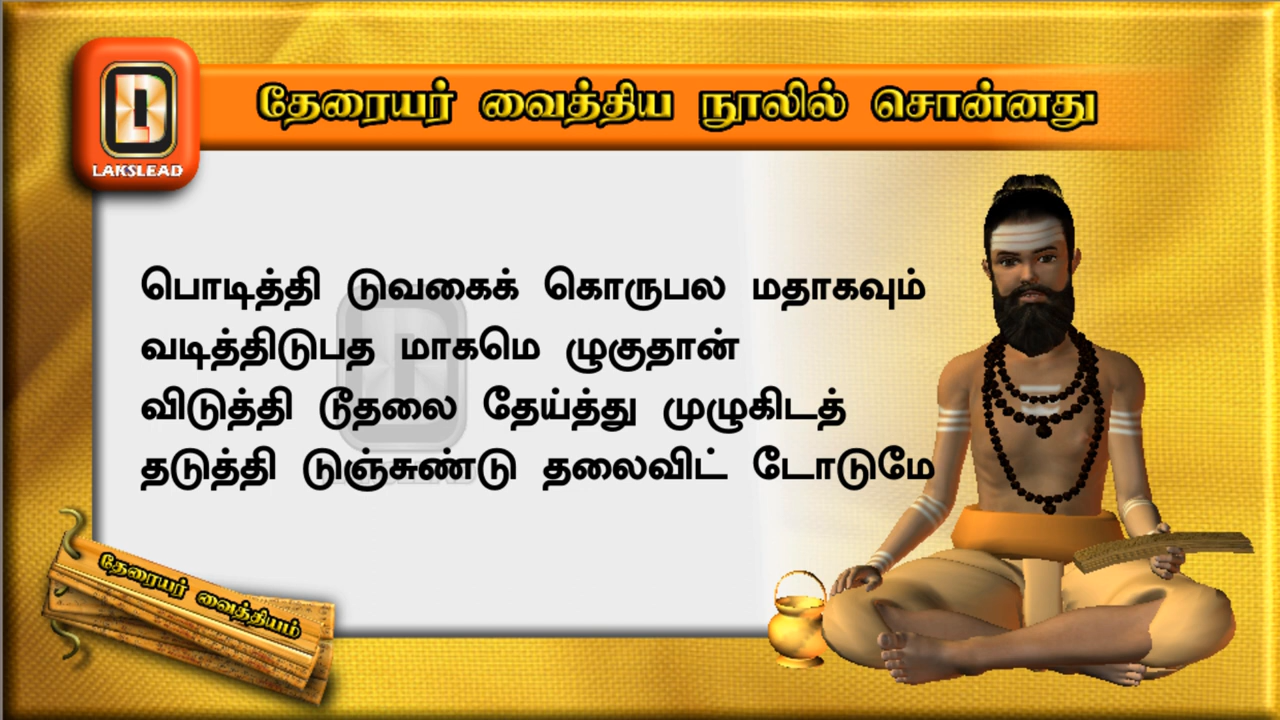 தேரையர் வைத்திய நூலில் சொன்னது
LAKSLEAD
பொடித்தி டுவகைக் கொருபல மதாகவும்
வடித்திடுபத மாகமெ ழுகுதான்
விடுத்தி டூதலை தேய்த்து முழுகிடத்
தடுத்தி டுஞ்சுண்டு தலைவிட் டோடுமே
தேரையர் வைத்தியம்